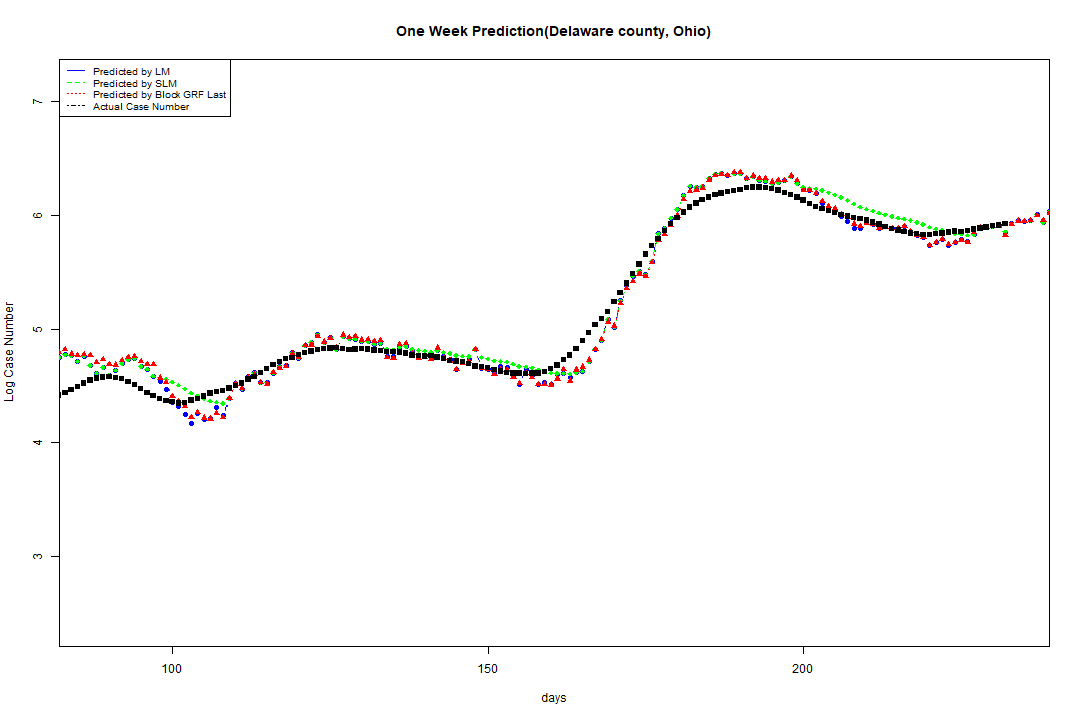 One Week Prediction(Delaware county, Ohio)
Predicted by LM
Predicted by SLM
Predicted by Block GRF Last
Actual Case Number
7
6
5
4
3
Log Case Number
100 150 200
days